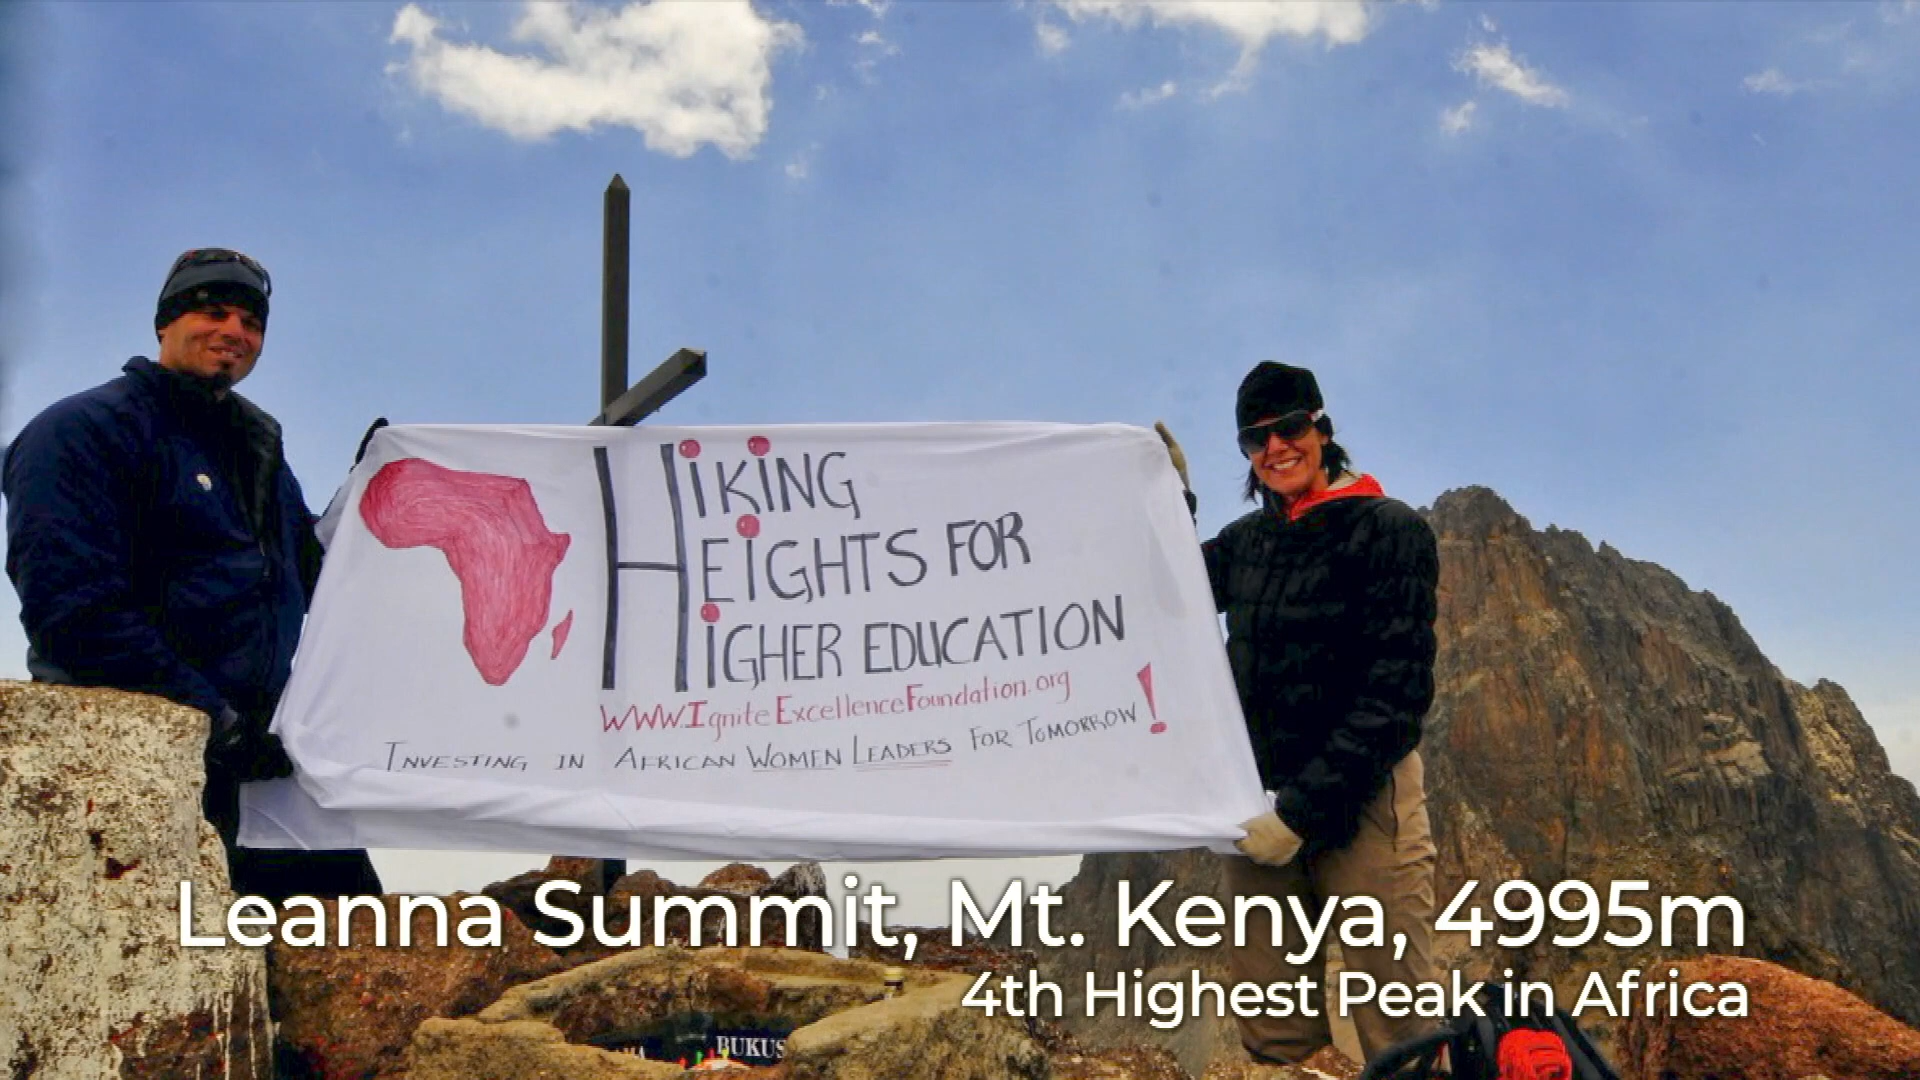 HiKiNG
HEiGHTS FOR
HiGHER EDUCATION
WWW.IgniteExcellenceFoundation.org
INVESTING IN AFRICAN WOMEN LEADERS FOR TOMORROW!
Leanna Summit, Mt. Kenya, 4995m
4th Highest Peak in Africa
BUKUS